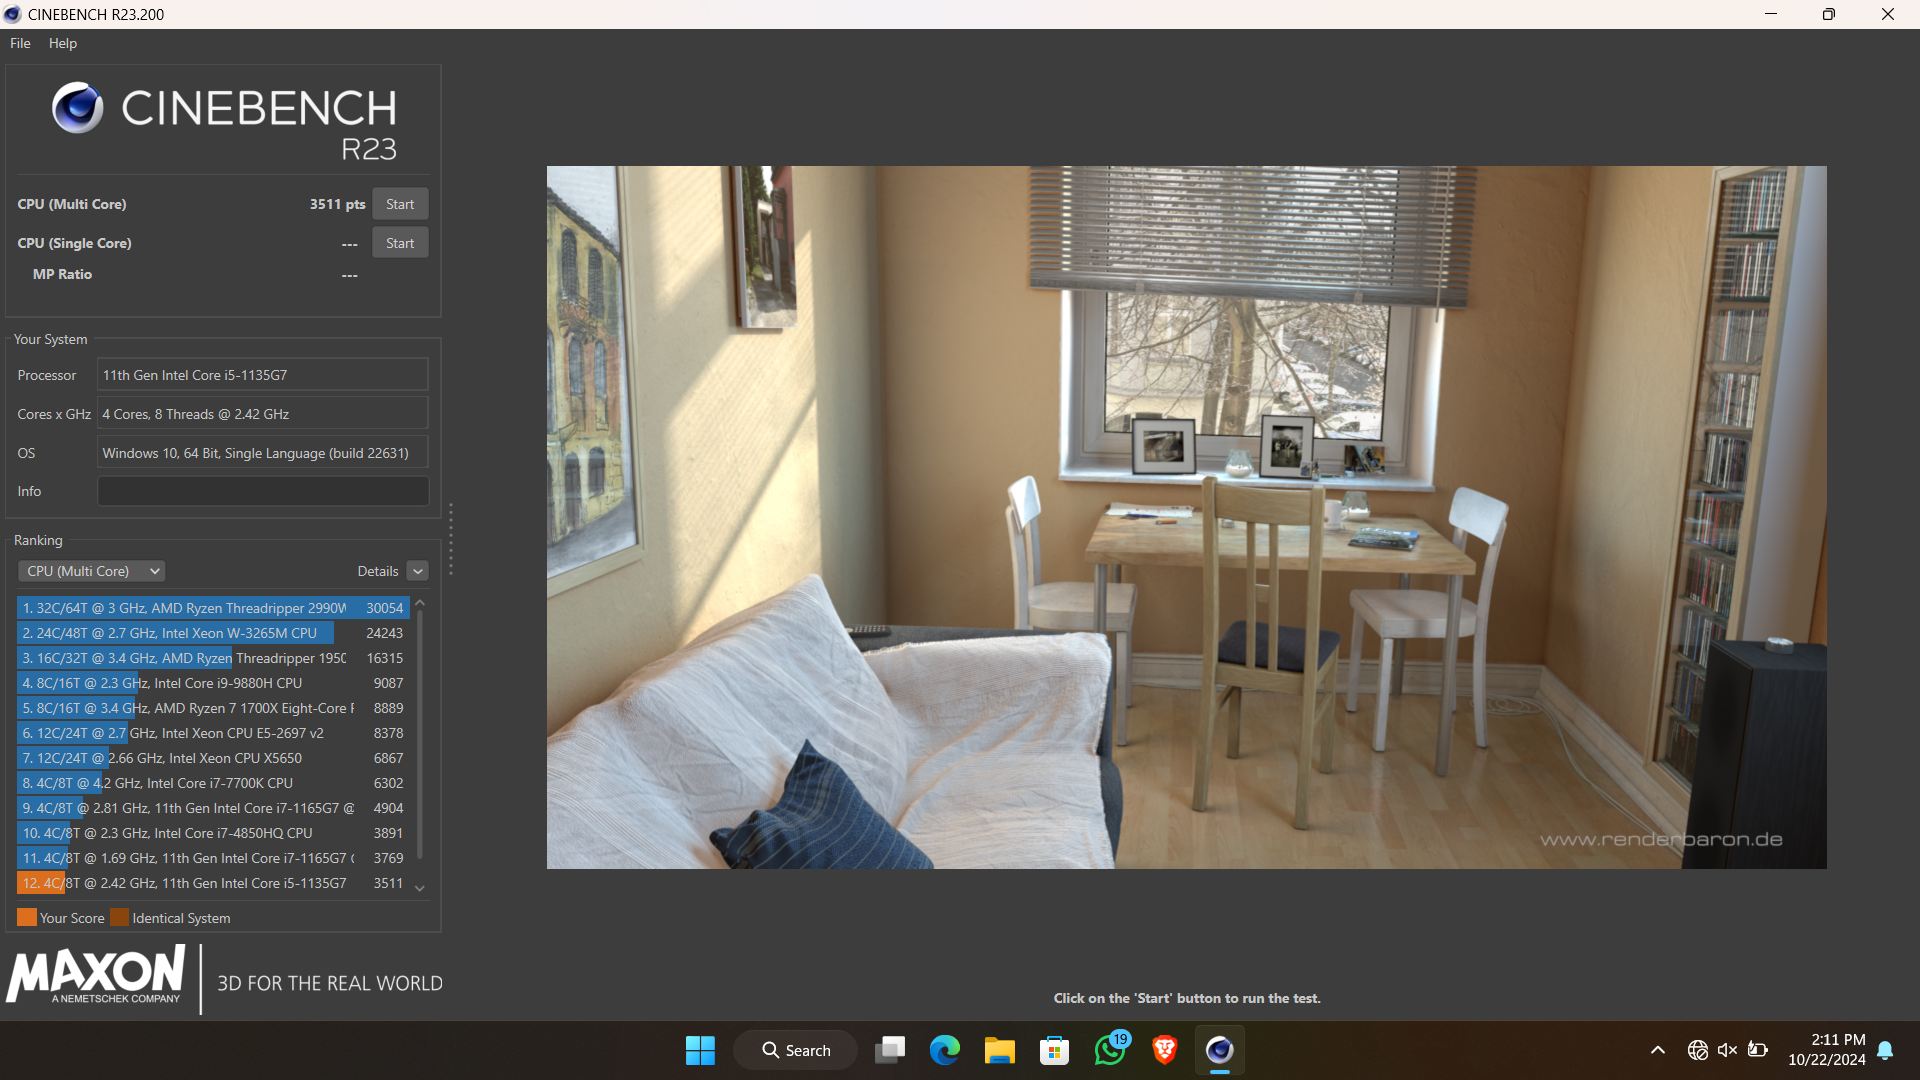 CINEBENCH R23.200
File Help
CINEBENCH
R23
CPU (Multi Core) 3511 pts Start
CPU (Single Core) --- Start
MP Ratio ---
Your System
Processor 11th Gen Intel Core i5-1135G7
Cores x GHz 4 Cores, 8 Threads @ 2.42 GHz
OS Windows 10, 64 Bit, Single Language (build 22631)
Info
Ranking
CPU (Multi Core) Details
1. 32C/64T @ 3 GHz, AMD Ryzen Threadripper 2990W 30054
2. 24C/48T @ 2.7 GHz, Intel Xeon W-3265M CPU 24243
3. 16C/32T @ 3.4 GHz, AMD Ryzen Threadripper 1950 16315
4. 8C/16T @ 2.3 GHz, Intel Core i9-9880H CPU 9087
5. 8C/16T @ 3.4 GHz, AMD Ryzen 7 1700X Eight-Core 8889
6. 12C/24T @ 2.7 GHz, Intel Xeon CPU E5-2697 v2 8378
7. 12C/24T @ 2.66 GHz, Intel Xeon CPU X5650 6867
8. 4C/8T @ 4.2 GHz, Intel Core i7-7700K CPU 6302
9. 4C/8T @ 2.81 GHz, 11th Gen Intel Core i7-1165G7 @ 4904
10. 4C/8T @ 2.3 GHz, Intel Core i7-4850HQ CPU 3891
11. 4C/8T @ 1.69 GHz, 11th Gen Intel Core i7-1165G7 3769
12. 4C/8T @ 2.42 GHz, 11th Gen Intel Core i5-1135G7 3511
Your Score Identical System
MAXON
A NEMETSCHEK COMPANY
3D FOR THE REAL WORLD
www.renderbaron.de
Click on the 'Start' button to run the test.
Search
19
2:11 PM
10/22/2024